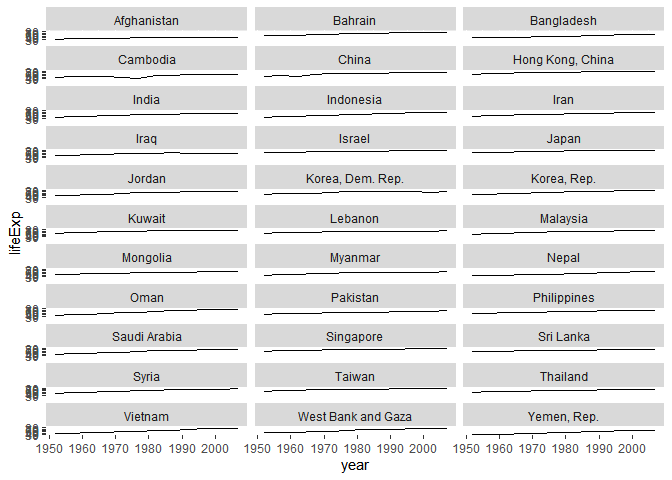 Afghanistan Bahrain Bangladesh
Cambodia China Hong Kong, China
India Indonesia Iran
Iraq Israel Japan
Jordan Korea, Dem. Rep. Korea, Rep.
Kuwait Lebanon Malaysia
Mongolia Myanmar Nepal
Oman Pakistan Philippines
Saudi Arabia Singapore Sri Lanka
Syria Taiwan Thailand
Vietnam West Bank and Gaza Yemen, Rep.
lifeExp
1950 1960 1970 1980 1990 2000 1950 1960 1970 1980 1990 2000 1950 1960 1970 1980 1990 2000
year